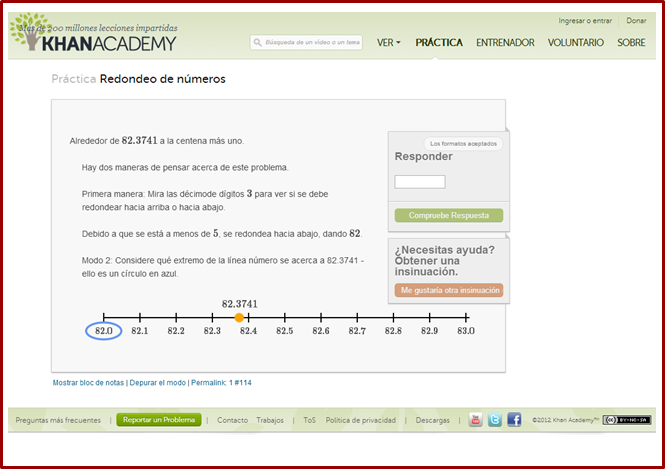 Más de 200 millones lecciones impartidas
KHANACADEMY
Ingresar o entrar Donar
Búsqueda de un vídeo o un tema
VER PRÁCTICA ENTRENADOR VOLUNTARIO SOBRE
Práctica Redondeo de números
Alrededor de 82.3741 a la centena más uno.
Hay dos maneras de pensar acerca de este problema.
Primera manera: Mira las décimode dígitos 3 para ver si se debe
redondear hacia arriba o hacia abajo.
Debido a que se está a menos de 5, se redondea hacia abajo, dando 82.
Modo 2: Considere qué extremo de la línea número se acerca a 82.3741 -
ello es un círculo en azul.
82.3741
82.0 82.1 82.2 82.3 82.4 82.5 82.6 82.7 82.8 82.9 83.0
Los formatos aceptados
Responder
Compruebe Respuesta
¿Necesitas ayuda?
Obtener una
insinuación.
Me gustaría otra insinuación
Mostrar bloc de notas | Depurar el modo | Permalink: 1 #114
Preguntas más frecuentes | Reportar un Problema | Contacto Trabajos | ToS Política de privacidad | Descargas | You Tube t f ©2012 Khan Academy™ cc BY-NC-SA